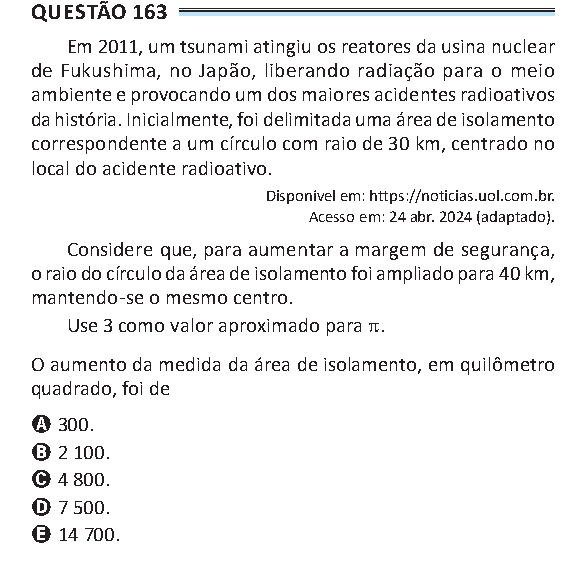 QUESTÃO 163
Em 2011, um tsunami atingiu os reatores da usina nuclear
de Fukushima, no Japão, liberando radiação para o meio
ambiente e provocando um dos maiores acidentes radioativos
da história. Inicialmente, foi delimitada uma área de isolamento
correspondente a um círculo com raio de 30 km, centrado no
local do acidente radioativo.
Disponível em: https://noticias.uol.com.br.
Acesso em: 24 abr. 2024 (adaptado).
Considere que, para aumentar a margem de segurança,
o raio do círculo da área de isolamento foi ampliado para 40 km,
mantendo-se o mesmo centro.
Use 3 como valor aproximado para π.
O aumento da medida da área de isolamento, em quilômetro
quadrado, foi de
A 300.
B 2 100.
C 4 800.
D 7 500.
E 14 700.